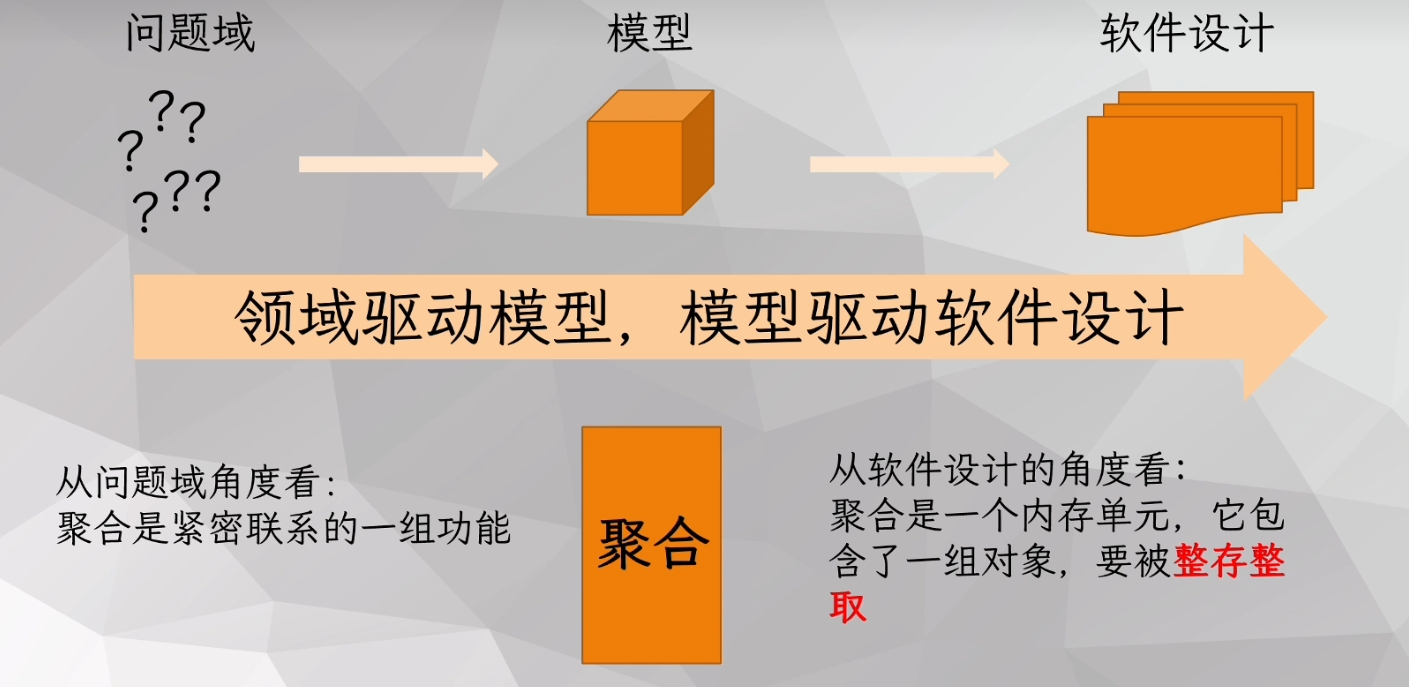 问题域
模型
软件设计
???
???
领域驱动模型，模型驱动软件设计
从问题域角度看：
聚合是紧密联系的一组功能
聚合
从软件设计的角度看：
聚合是一个内存单元，它包
含了一组对象，要被整存整
取